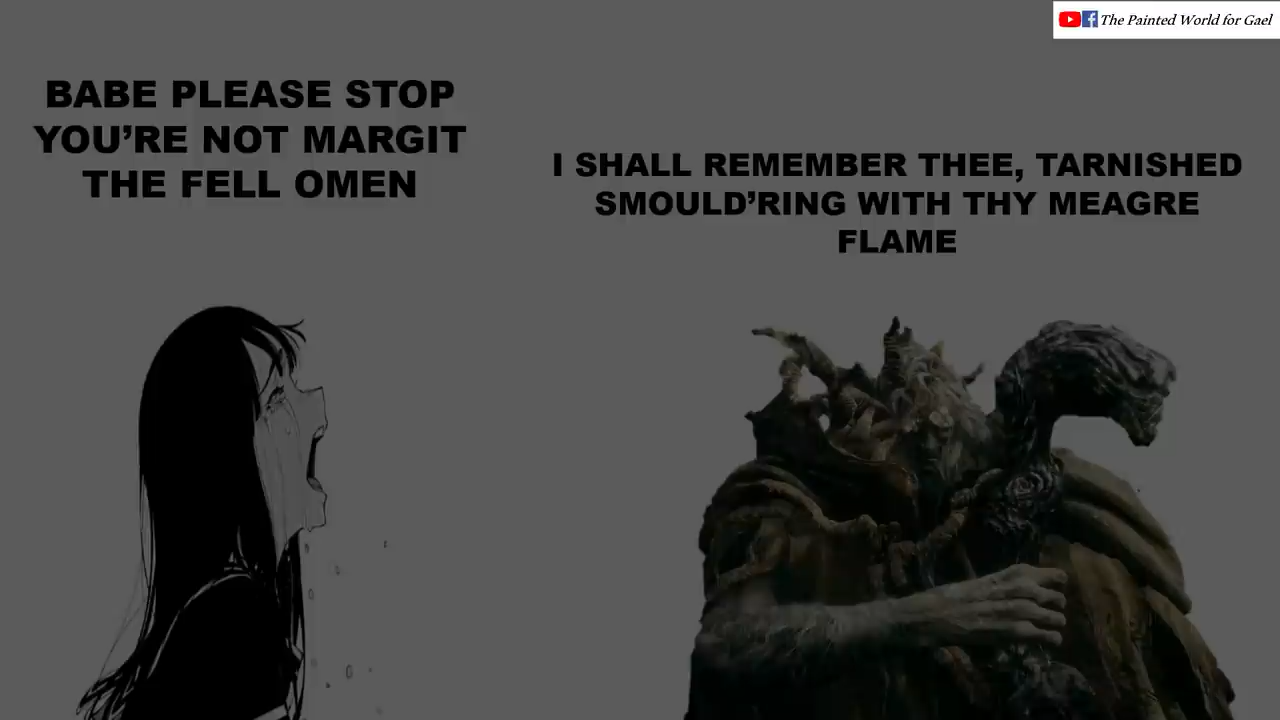 The Painted World for Gael
BABE PLEASE STOP
YOU'RE NOT MARGIT
THE FELL OMEN
I SHALL REMEMBER THEE, TARNISHED
SMOULD'RING WITH THY MEAGRE
FLAME